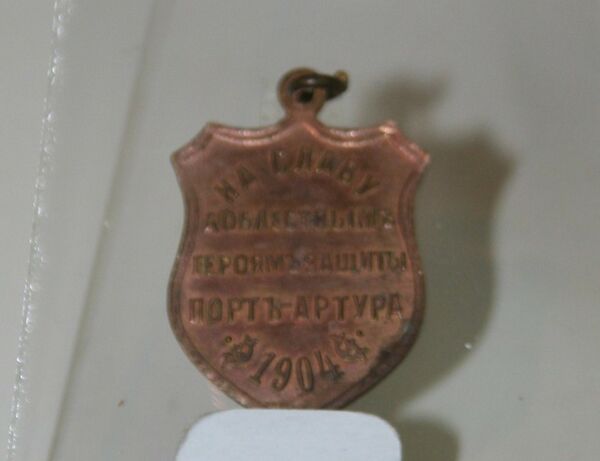 НА СЛАВУ
ДОБЛЕСТНЫМЪ
ГЕРОЯМЪ ЗАЩИТЫ
ПОРТЪ-АРТУРА
1904